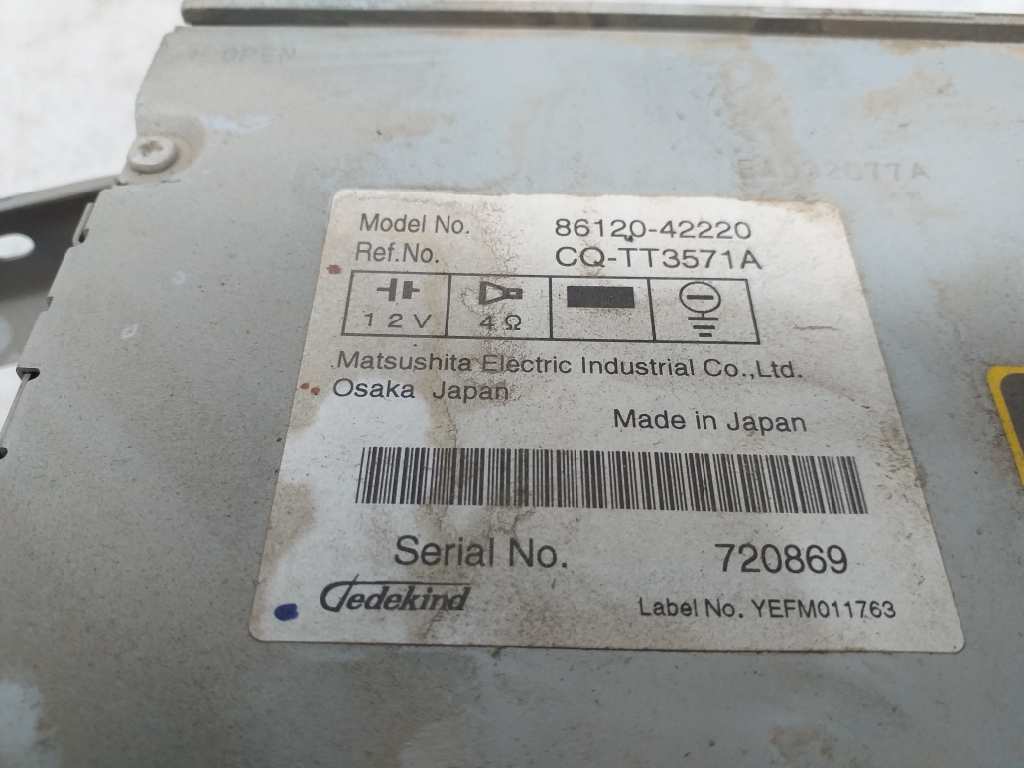 OPEN
Model No. 86120-42220
Ref.No. CQ-TT3571A
12V 4Ω
Matsushita Electric Industrial Co.,Ltd.
Osaka Japan
Made in Japan
Serial No. 720869
Gedekind Label No. YEFM011763